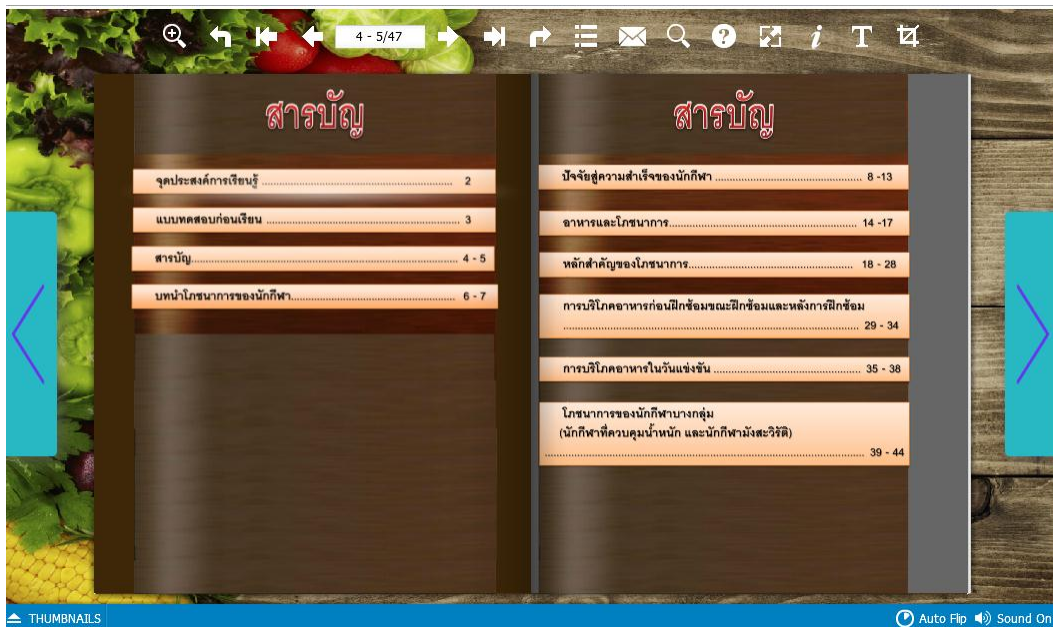 4 - 5/47
สารบัญ
จุดประสงค์การเรียนรู้ ........................................................ 2
แบบทดสอบก่อนเรียน ........................................................ 3
สารบัญ........................................................ 4 - 5
บทนำโภชนาการของนักกีฬา........................................................ 6 - 7
สารบัญ
ปัจจัยสู่ความสำเร็จของนักกีฬา ........................................................ 8 -13
อาหารและโภชนาการ........................................................ 14 -17
หลักสำคัญของโภชนาการ........................................................ 18 - 28
การบริโภคอาหารก่อนฝึกซ้อมขณะฝึกซ้อมและหลังการฝึกซ้อม
........................................................ 29 - 34
การบริโภคอาหารในวันแข่งขัน ........................................................ 35 - 38
โภชนาการของนักกีฬาบางกลุ่ม
(นักกีฬาที่ควบคุมน้ำหนัก และนักกีฬามังสะวิรัติ)
........................................................ 39 - 44
THUMBNAILS
Auto Flip Sound On